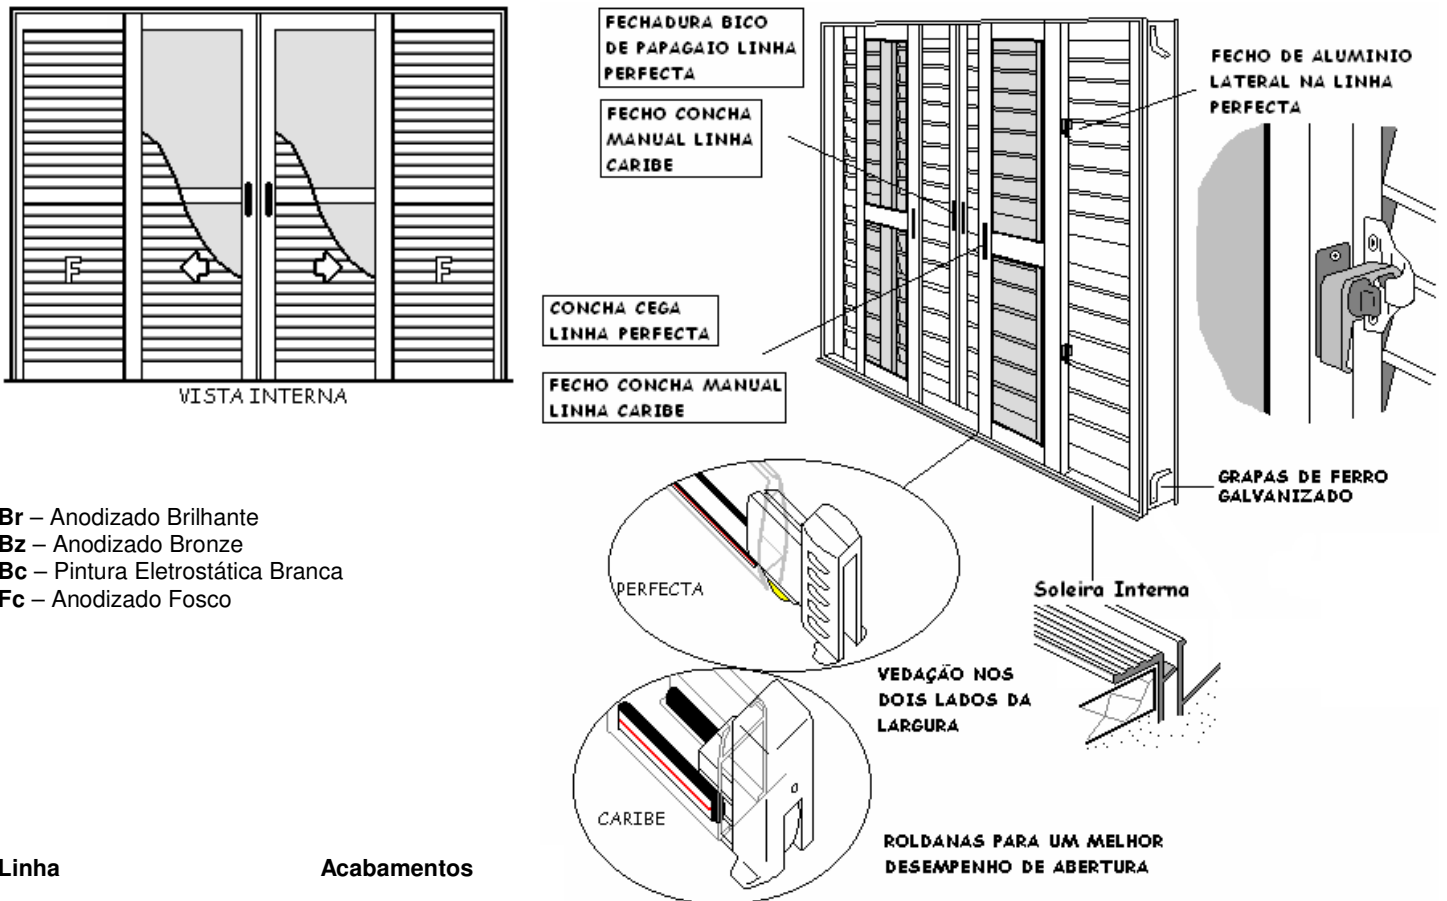 F
F
VISTA INTERNA
Br – Anodizado Brilhante
Bz – Anodizado Bronze
Bc – Pintura Eletrostática Branca
Fc – Anodizado Fosco
Linha
Acabamentos
FECHADURA BICO
DE PAPAGAIO LINHA
PERFECTA
FECHO CONCHA
MANUAL LINHA
CARIBE
CONCHA CEGA
LINHA PERFECTA
FECHO CONCHA MANUAL
LINHA CARIBE
FECHO DE ALUMINIO
LATERAL NA LINHA
PERFECTA
GRAPAS DE FERRO
GALVANIZADO
PERFECTA
Soleira Interna
VEDAÇÃO NOS
DOIS LADOS DA
LARGURA
CARIBE
ROLDANAS PARA UM MELHOR
DESEMPENHO DE ABERTURA